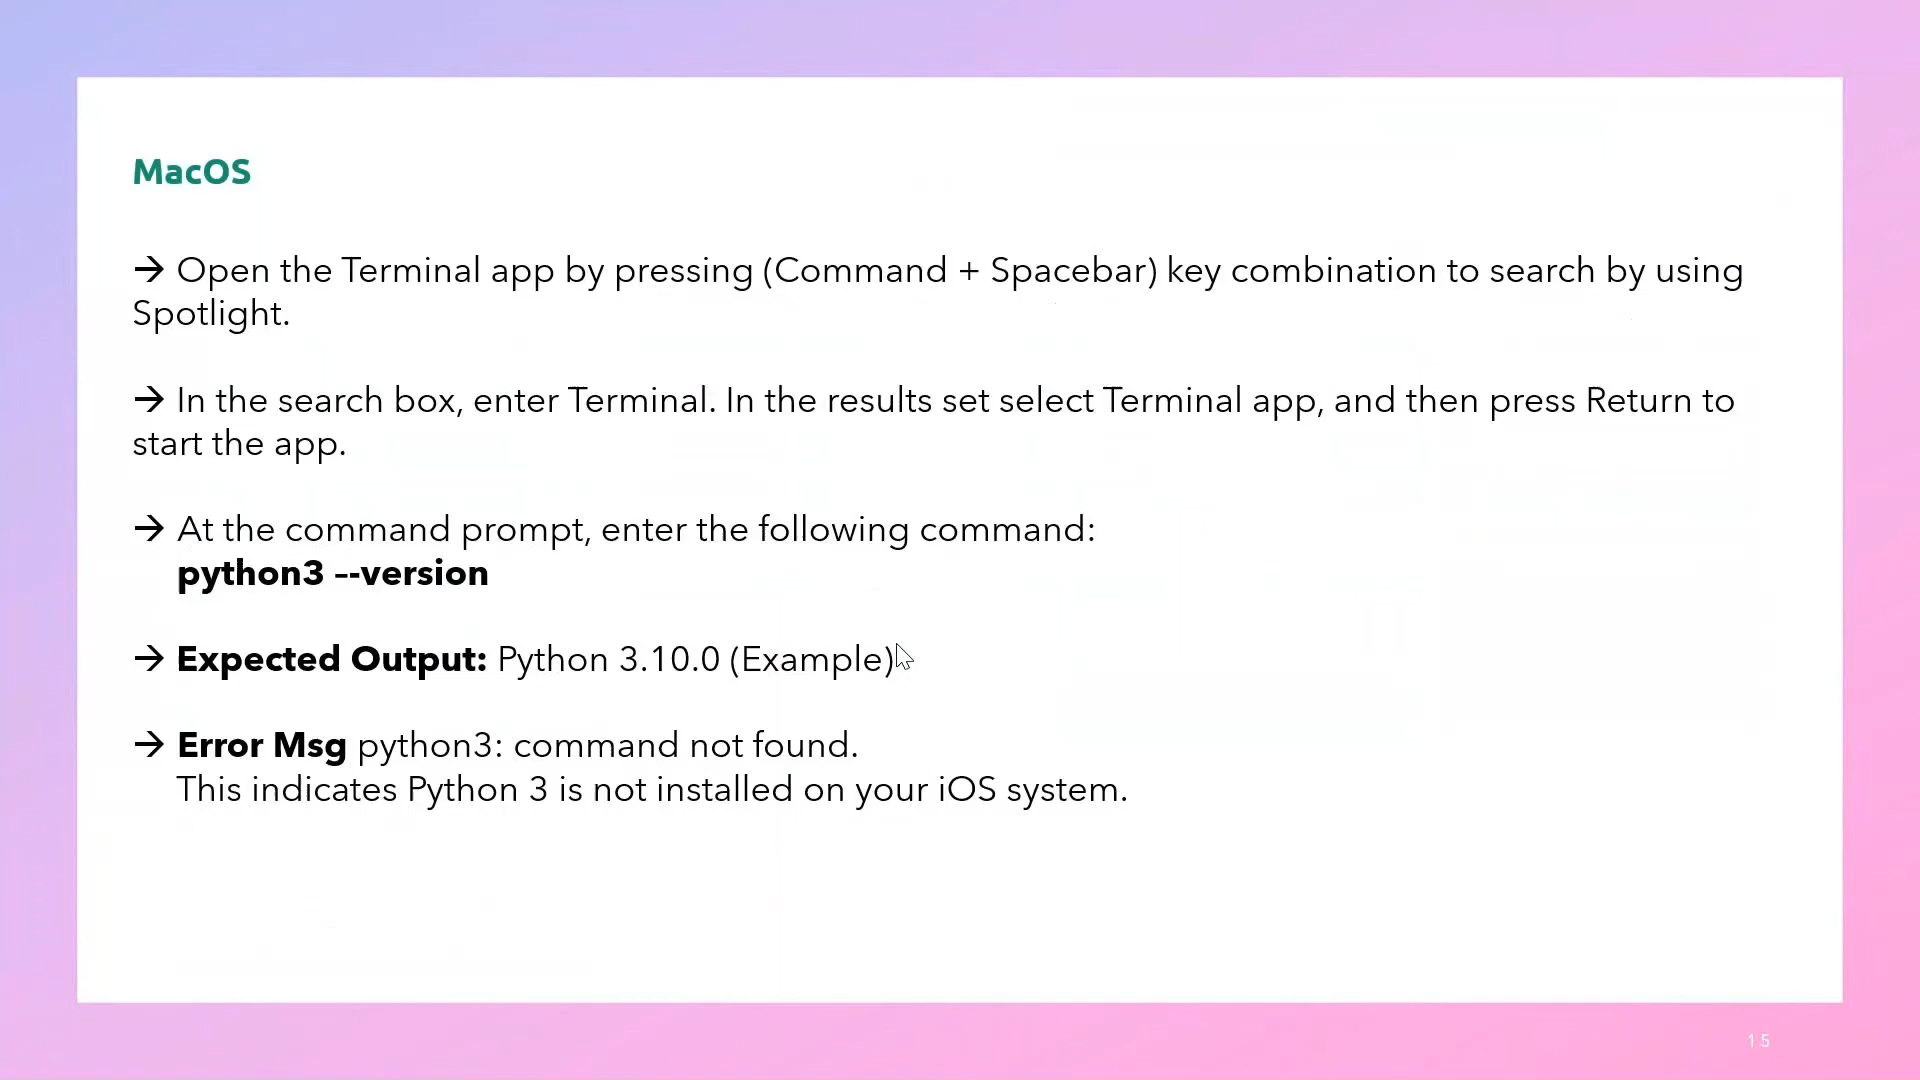 MacOS
→ Open the Terminal app by pressing (Command + Spacebar) key combination to search by using
Spotlight.
→ In the search box, enter Terminal. In the results set select Terminal app, and then press Return to
start the app.
→ At the command prompt, enter the following command:
python3 –-version
→ Expected Output: Python 3.10.0 (Example)
→ Error Msg python3: command not found.
This indicates Python 3 is not installed on your iOS system.
15